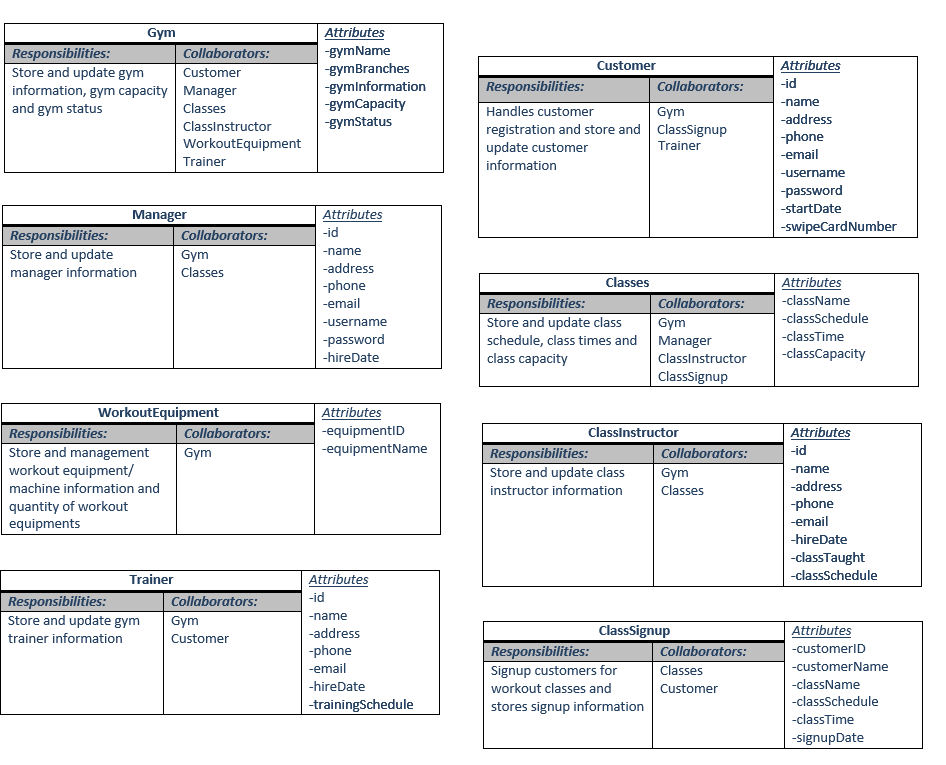 Gym
Responsibilities:
Store and update gym
information, gym capacity
and gym status
Collaborators:
Customer
Manager
Classes
ClassInstructor
WorkoutEquipment
Trainer
Attributes
-gymName
-gymBranches
-gymInformation
-gymCapacity
-gymStatus
Manager
Responsibilities:
Store and update
manager information
Collaborators:
Gym
Classes
Attributes
-id
-name
-address
-phone
-email
-username
-password
-hireDate
WorkoutEquipment
Responsibilities:
Store and management
workout equipment/
machine information and
quantity of workout
equipments
Collaborators:
Gym
Attributes
-equipmentID
-equipmentName
Trainer
Responsibilities:
Store and update gym
trainer information
Collaborators:
Gym
Customer
Attributes
-id
-name
-address
-phone
-email
-hireDate
-trainingSchedule
Customer
Responsibilities:
Handles customer
registration and store and
update customer
information
Collaborators:
Gym
ClassSignup
Trainer
Attributes
-id
-name
-address
-phone
-email
-username
-password
-startDate
-swipeCardNumber
Classes
Responsibilities:
Store and update class
schedule, class times and
class capacity
Collaborators:
Gym
Manager
ClassInstructor
ClassSignup
Attributes
-className
-classSchedule
-classTime
-classCapacity
ClassInstructor
Responsibilities:
Store and update class
instructor information
Collaborators:
Gym
Classes
Attributes
-id
-name
-address
-phone
-email
-hireDate
-classTaught
-classSchedule
ClassSignup
Responsibilities:
Signup customers for
workout classes and
stores signup information
Collaborators:
Classes
Customer
Attributes
-customerID
-customerName
-className
-classSchedule
-classTime
-signupDate